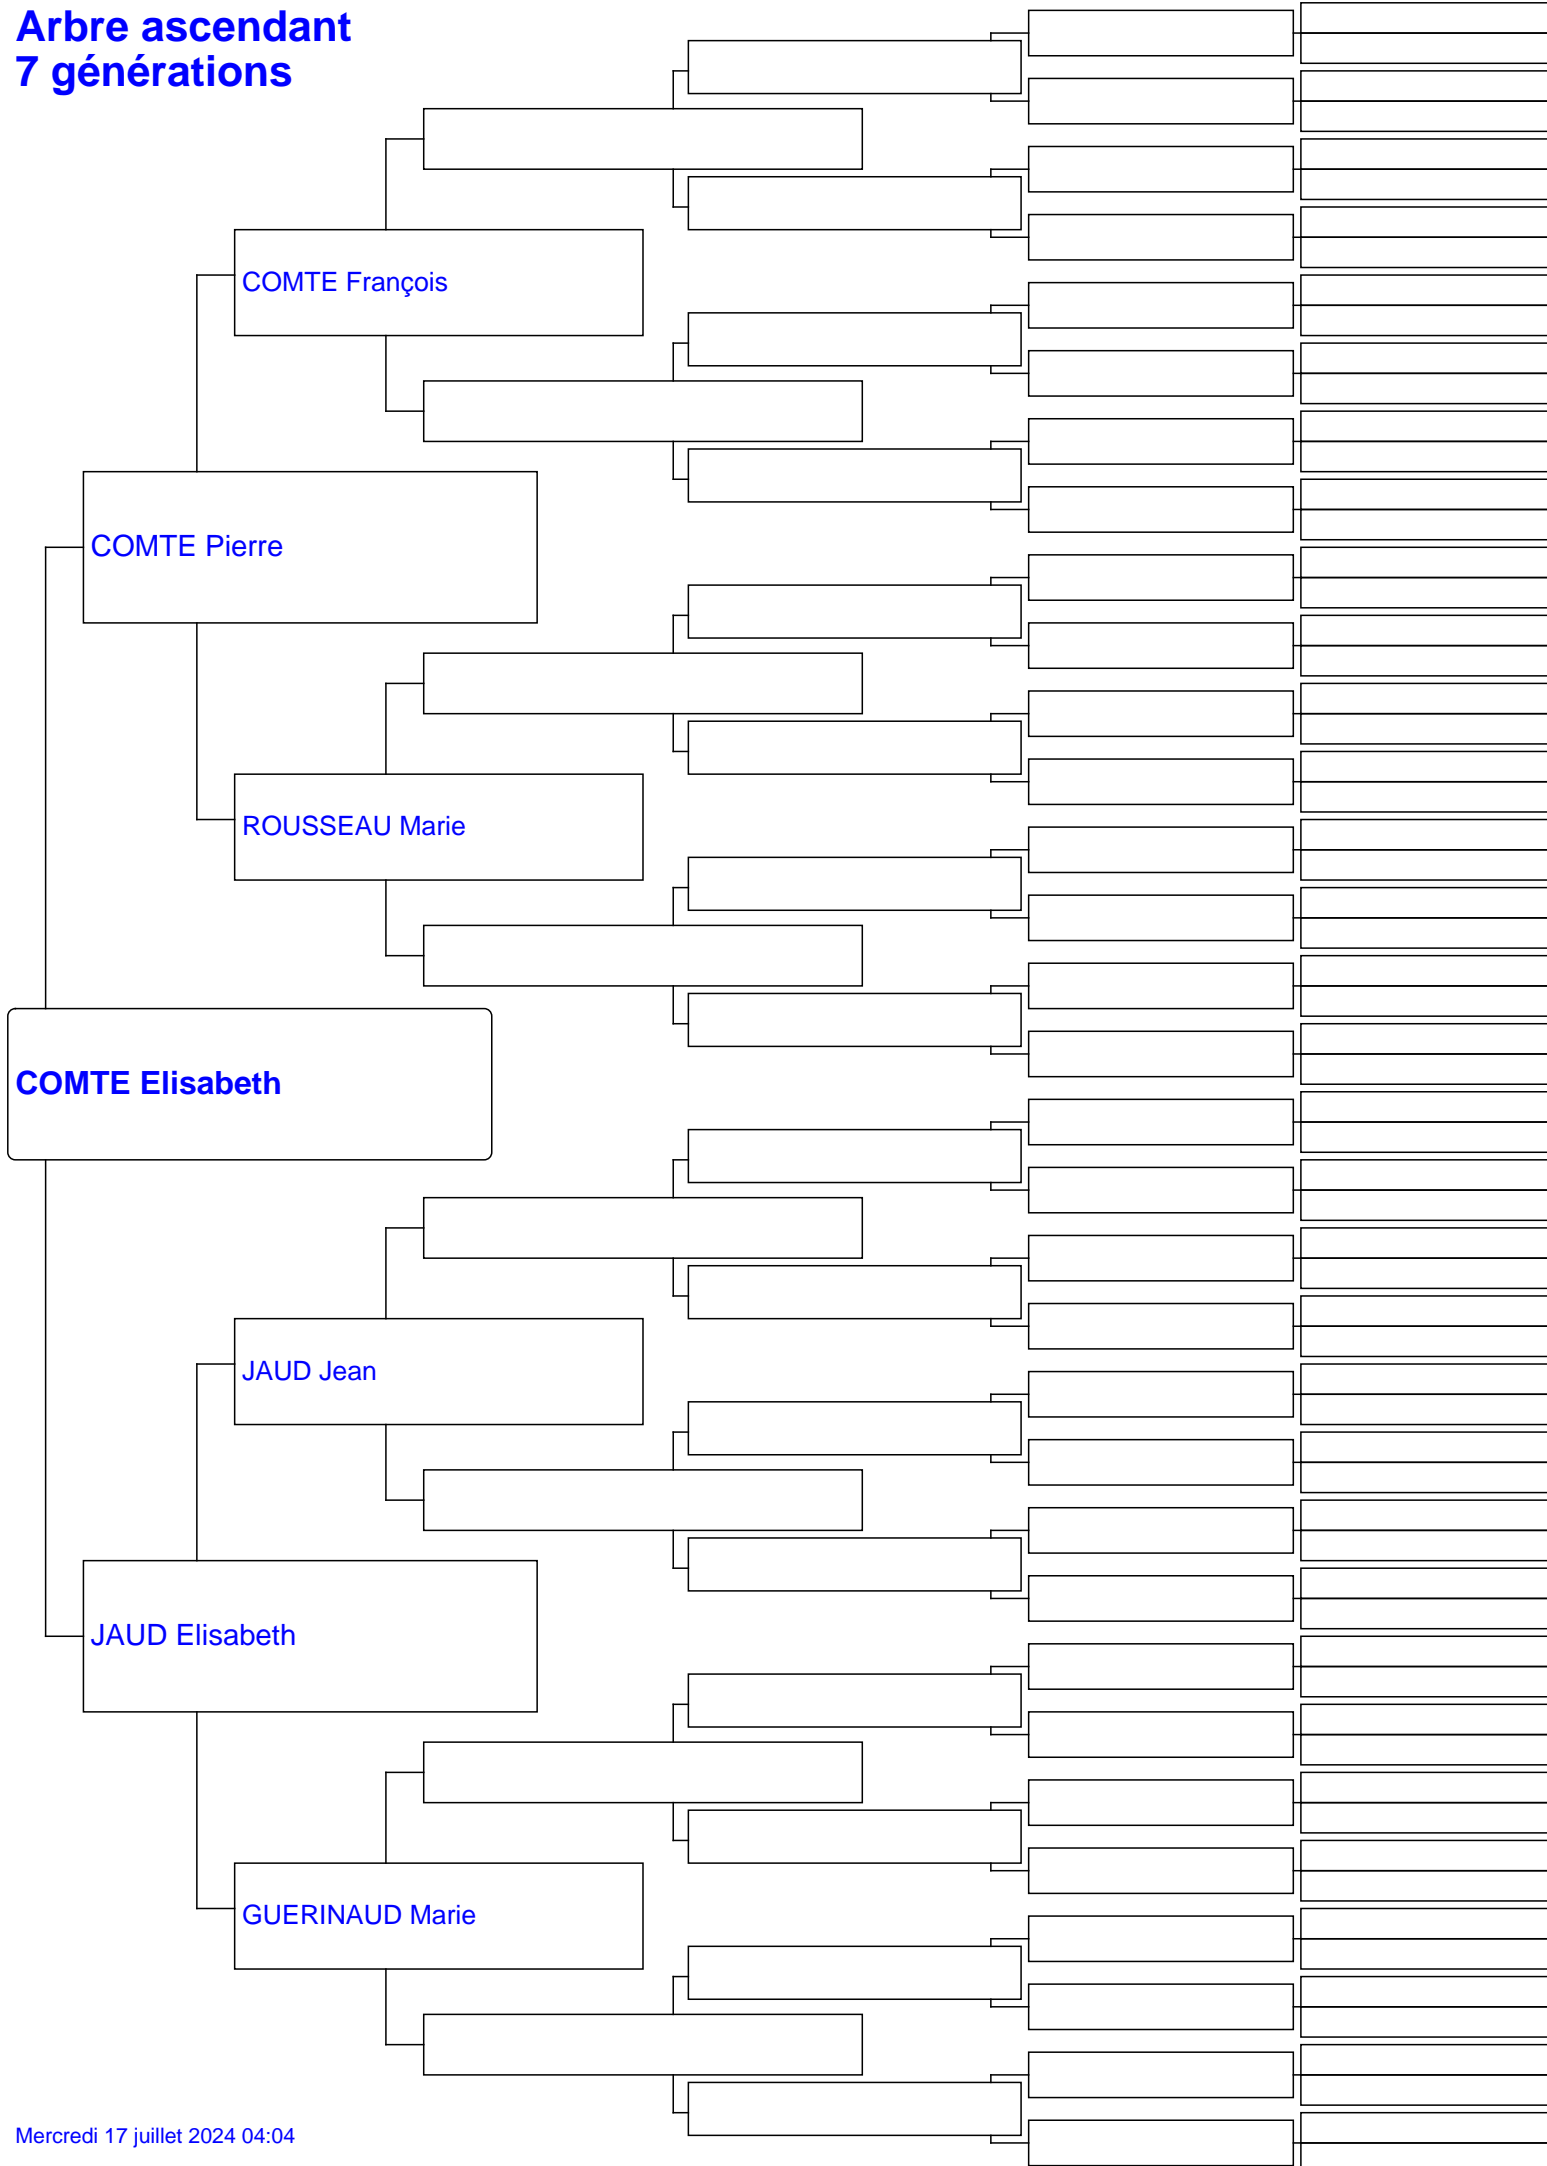 Arbre ascendant
7 générations
COMTE François
COMTE Pierre
ROUSSEAU Marie
COMTE Elisabeth
JAUD Jean
JAUD Elisabeth
GUERINAUD Marie
Mercredi 17 juillet 2024 04:04